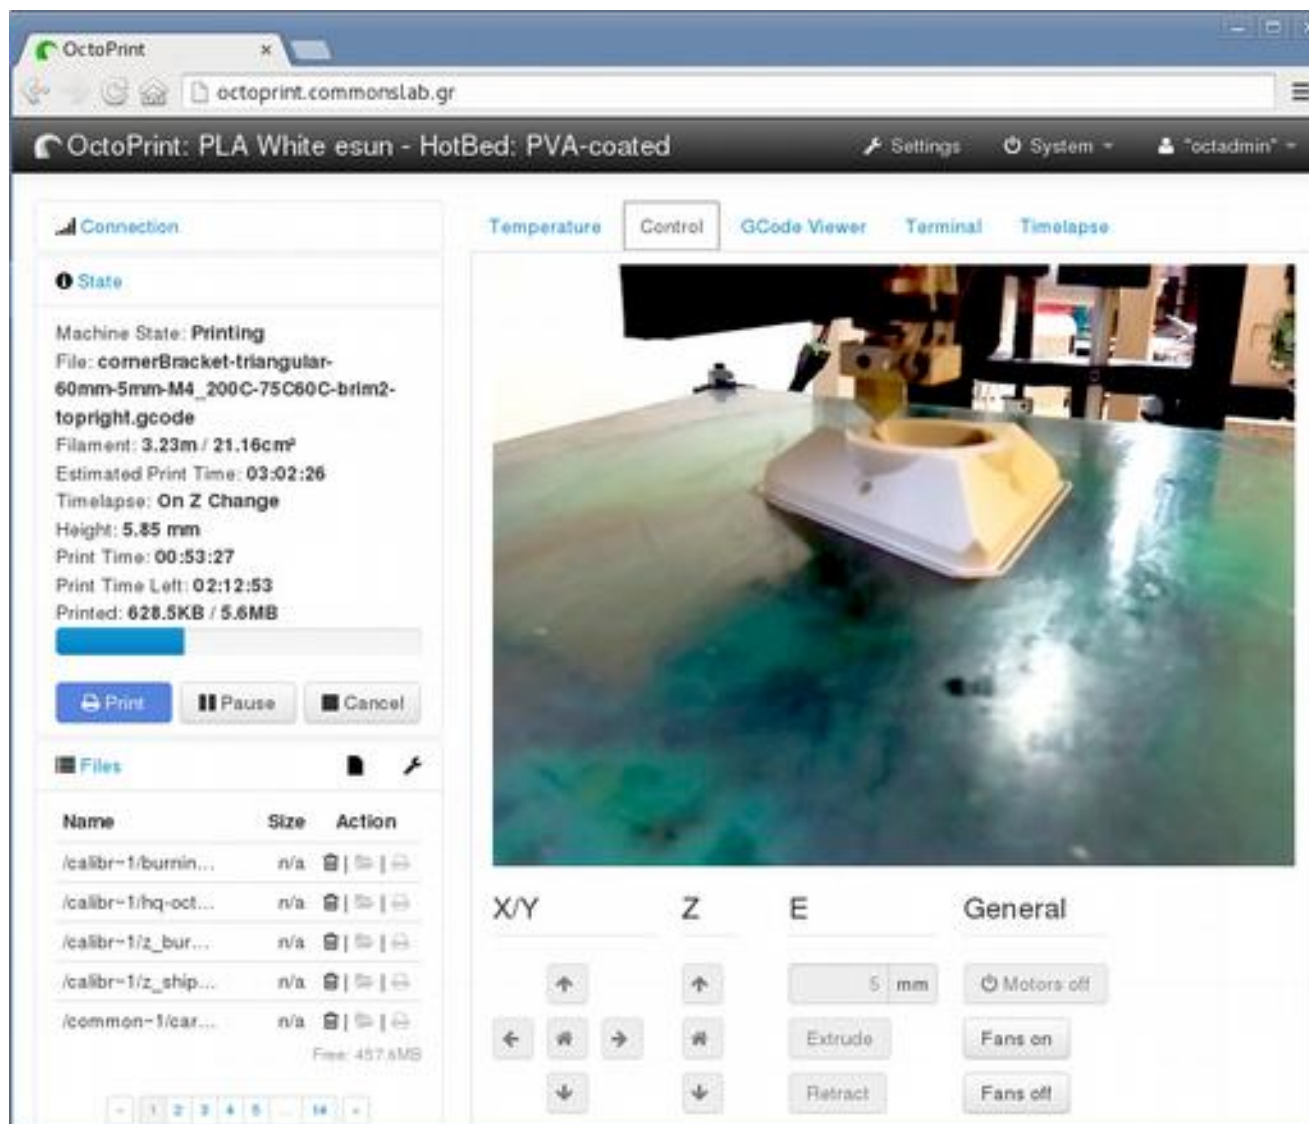 OctoPrint
octoprint.commonslab.gr
OctoPrint: PLA White esun - HotBed: PVA-coated
Settings
System
"octadmin"
Connection
State
Machine State: Printing
File: cornerBracket-triangular-
60mm-5mm-M4_200C-75C60C-brim2-
topright.gcode
Filament: 3.23m / 21.16cm²
Estimated Print Time: 03:02:26
Timelapse: On Z Change
Height: 5.85 mm
Print Time: 00:53:27
Print Time Left: 02:12:53
Printed: 628.5KB / 5.6MB
Print
Pause
Cancel
Files
Name Size Action
/calibr~1/burnin... n/a
/calibr~1/hq-oct... n/a
/calibr~1/z_bur... n/a
/calibr~1/z_ship... n/a
/common~1/car... n/a
Free: 457.6MB
« 1 2 3 4 5 ... 14 »
Temperature
Control
GCode Viewer
Terminal
Timelapse
X/Y
Z
E
General
5 mm
Motors off
Extrude
Fans on
Retract
Fans off